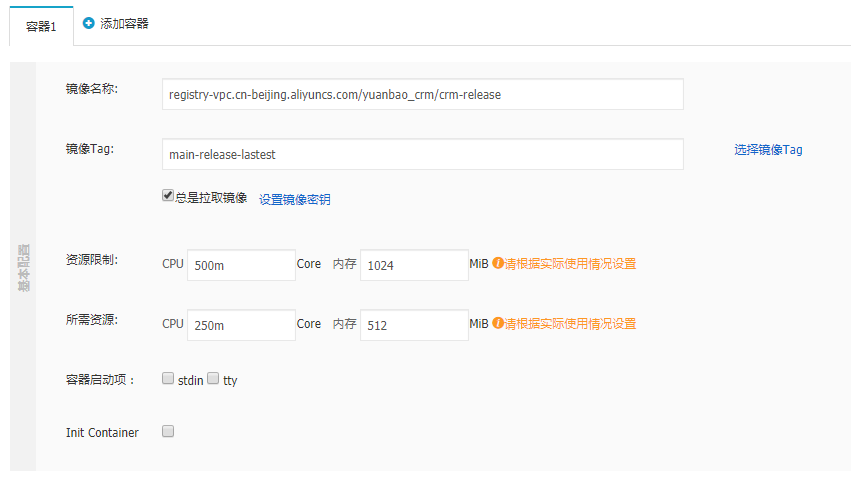 容器1 添加容器
镜像名称: registry-vpc.cn-beijing.aliyuncs.com/yuanbao_crm/crm-release
镜像Tag: main-release-lastest 选择镜像Tag
总是拉取镜像 设置镜像密钥
基本配置
资源限制: CPU 500m Core 内存 1024 MiB 请根据实际使用情况设置
所需资源: CPU 250m Core 内存 512 MiB 请根据实际使用情况设置
容器启动项： stdin tty
Init Container